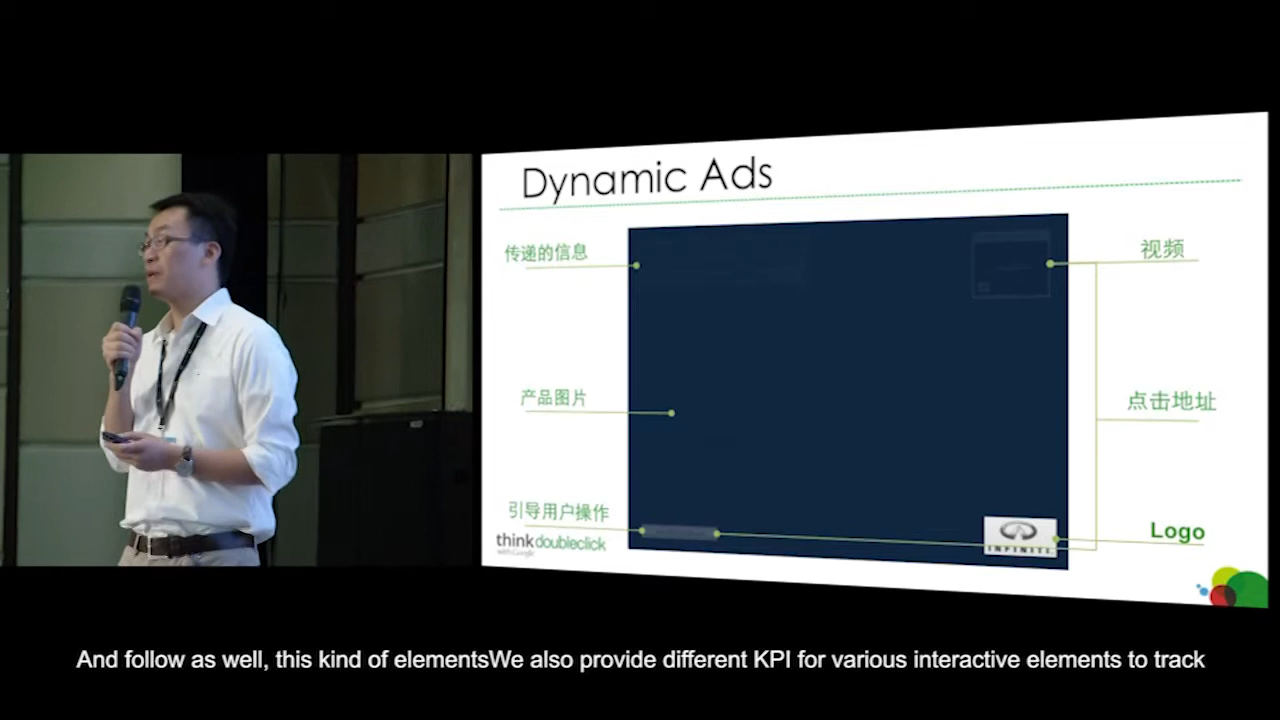 Dynamic Ads
传递的信息
视频
产品图片
点击地址
引导用户操作
Logo
thinkdoubleclick
with Google
INFINITI
And follow as well, this kind of elementsWe also provide different KPI for various interactive elements to track